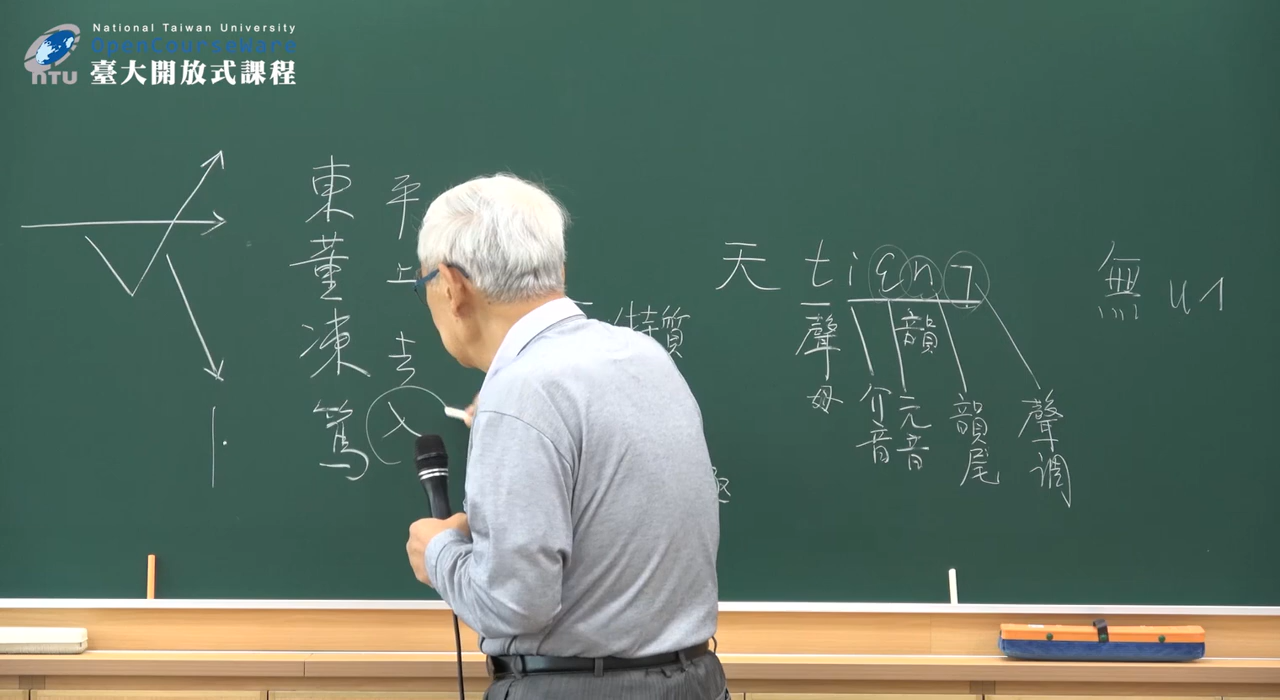 National Taiwan University
OpenCourseWare
NTU
臺大開放式課程
東 平
董 上
凍 去
篤 入
特質
天 tiɛn˥
聲母
韻
介音
元音
韻尾
聲調
無 u˧˥